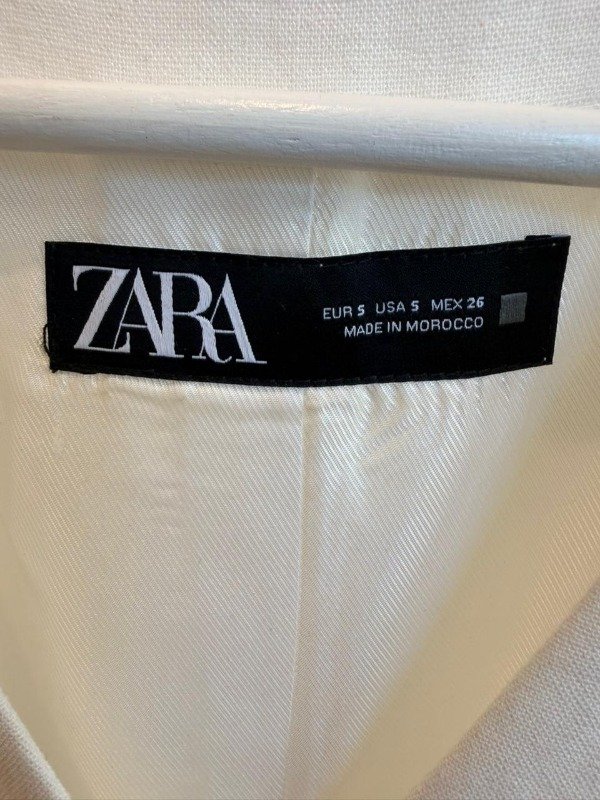 ZARA
EUR S USA S MEX 26
MADE IN MOROCCO